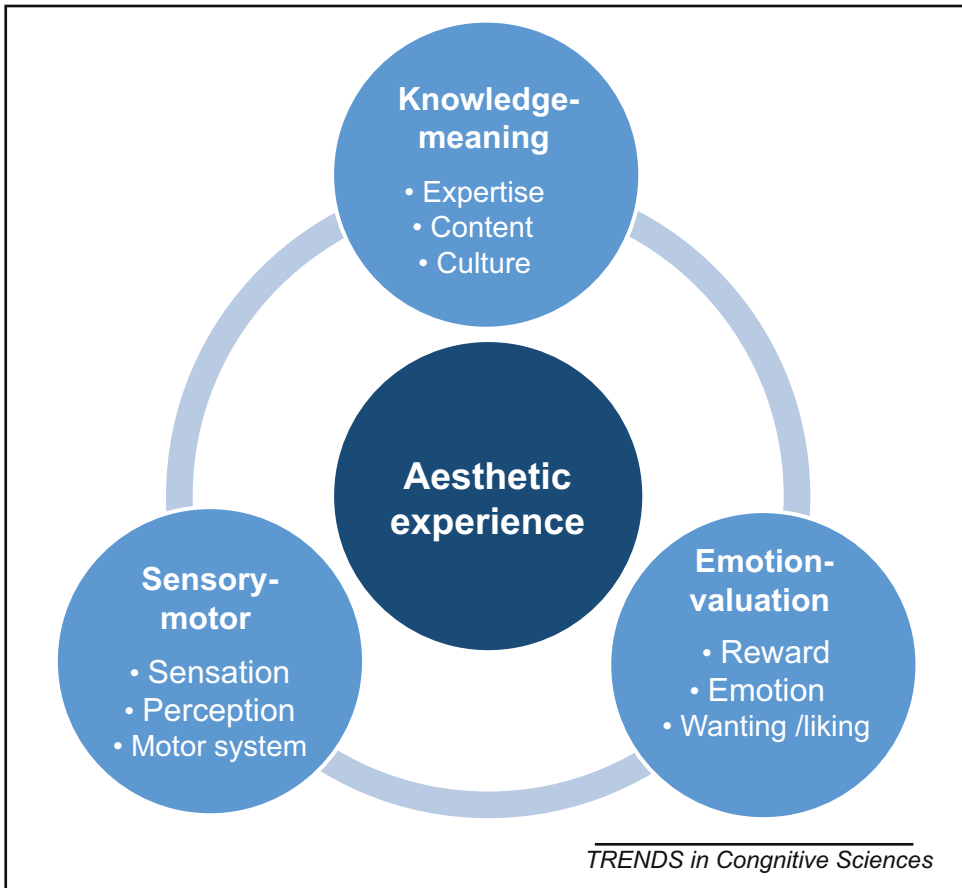 Knowledge-
meaning
• Expertise
• Content
• Culture
Aesthetic
experience
Sensory-
motor
• Sensation
• Perception
• Motor system
Emotion-
valuation
• Reward
• Emotion
• Wanting /liking
TRENDS in Congnitive Sciences